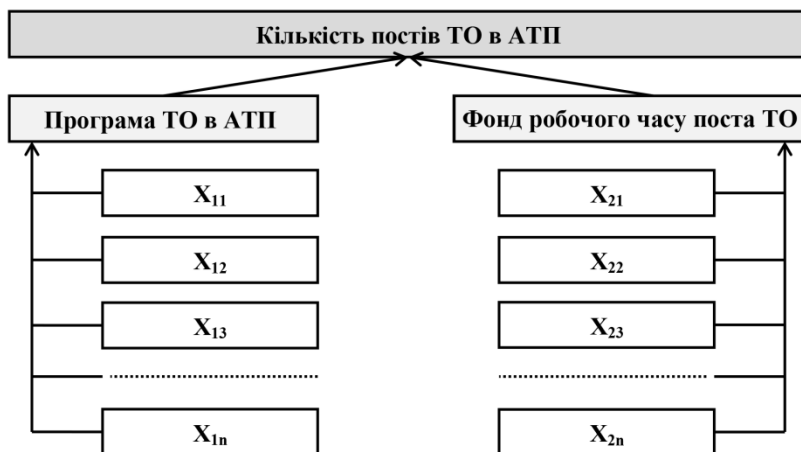 Кількість постів ТО в АТП
Програма ТО в АТП
Фонд робочого часу поста ТО
X₁₁
X₂₁
X₁₂
X₂₂
X₁₃
X₂₃
X₁ₙ
X₂ₙ